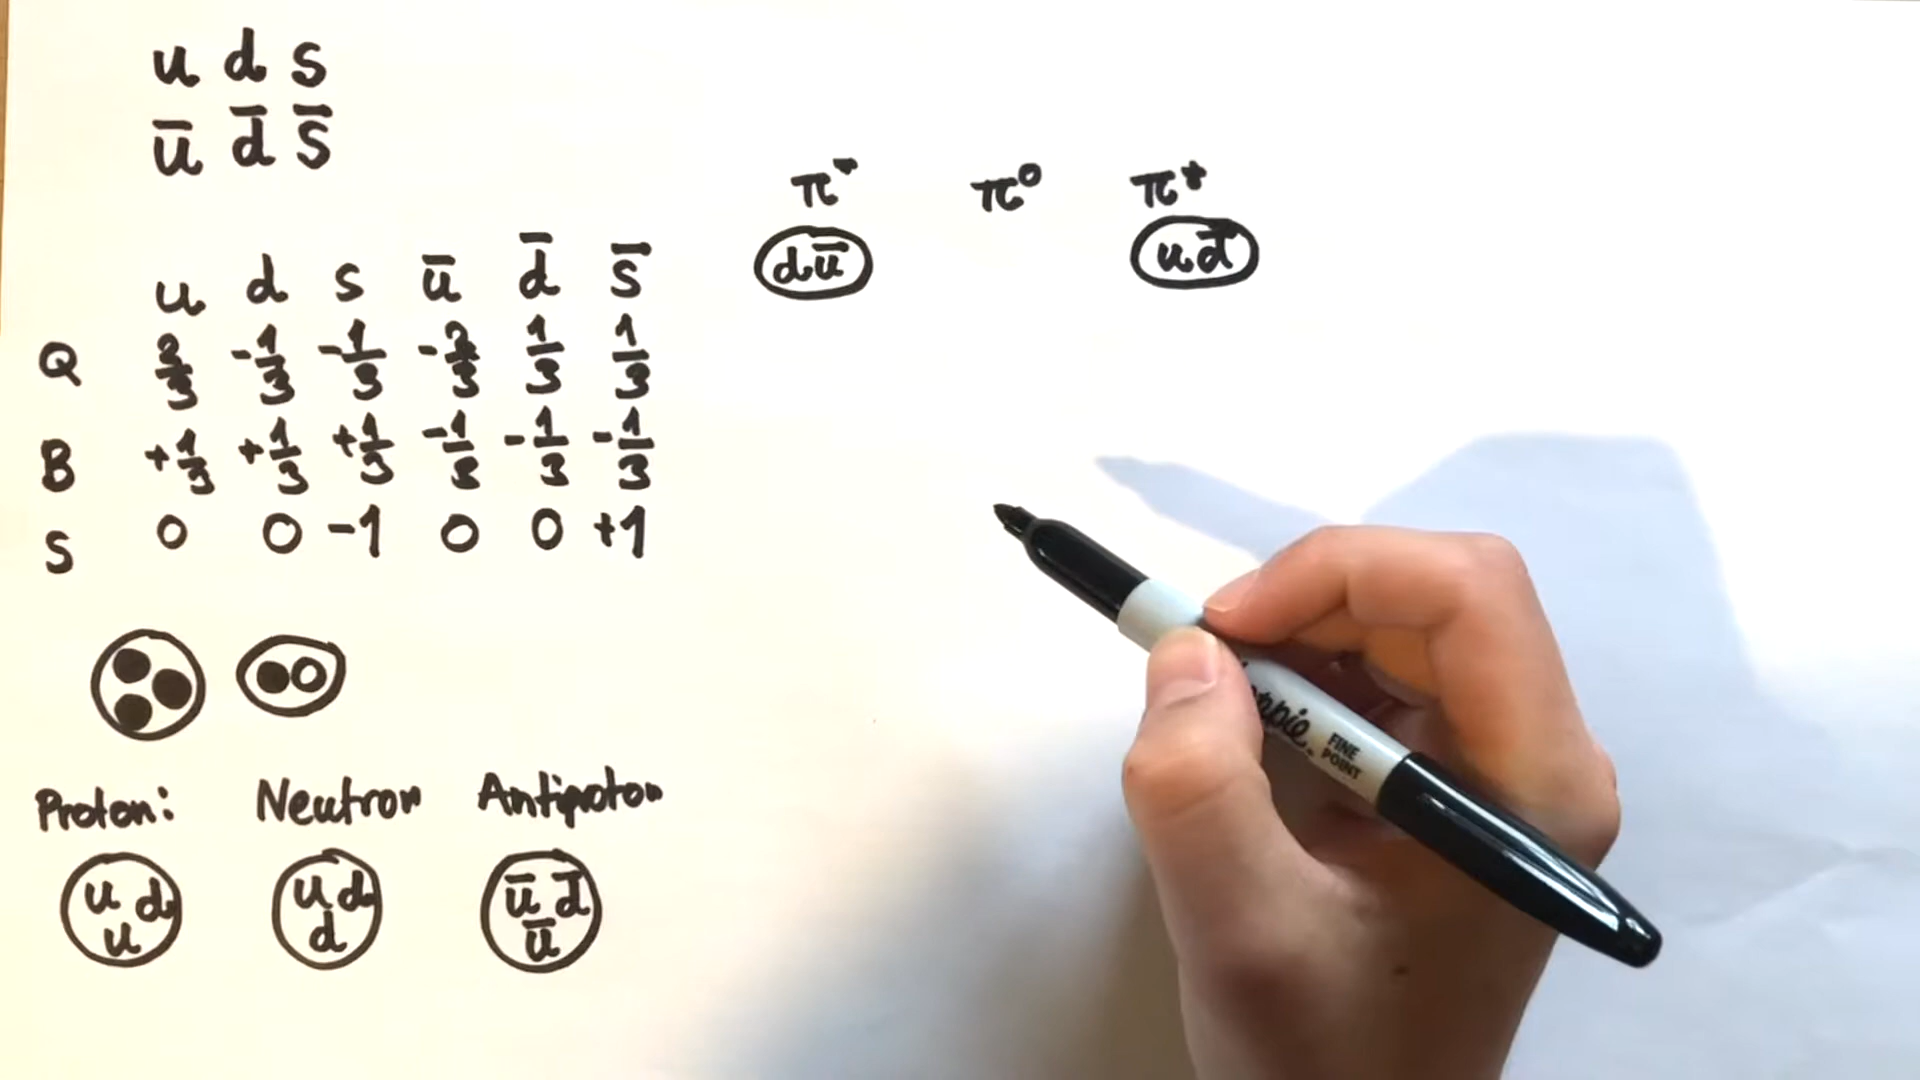 u d s
ū d̄ s̄
π⁻ π⁰ π⁺
dū ud̄
u d s ū d̄ s̄
Q 2/3 -1/3 -1/3 -2/3 1/3 1/3
B +1/3 +1/3 +1/3 -1/3 -1/3 -1/3
S 0 0 -1 0 0 +1
Proton: Neutron Antiproton
u d u d ū d̄
u d ū
FINE
POINT